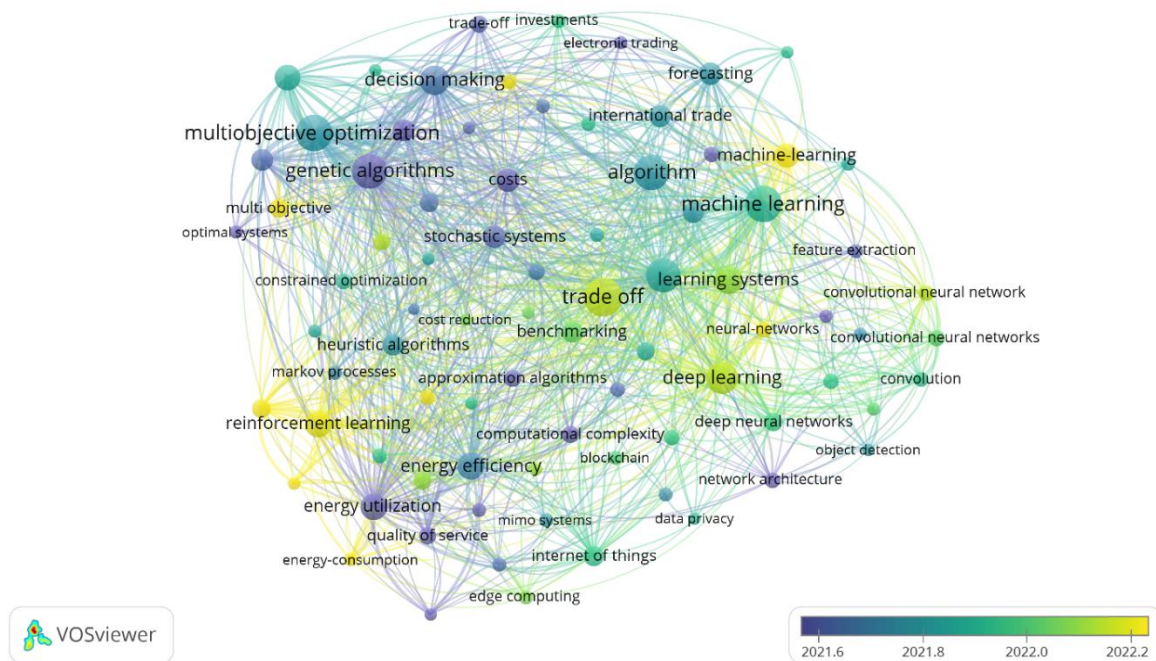 trade-off
investments
electronic trading
decision making
forecasting
international trade
multiobjective optimization
machine-learning
genetic algorithms
costs
algorithm
machine learning
multi objective
optimal systems
stochastic systems
feature extraction
constrained optimization
learning systems
convolutional neural network
trade off
cost reduction
benchmarking
neural-networks
convolutional neural networks
heuristic algorithms
markov processes
approximation algorithms
deep learning
convolution
reinforcement learning
computational complexity
deep neural networks
energy efficiency
blockchain
object detection
network architecture
energy utilization
mimo systems
data privacy
quality of service
energy-consumption
internet of things
edge computing
VOSviewer
2021.6 2021.8 2022.0 2022.2